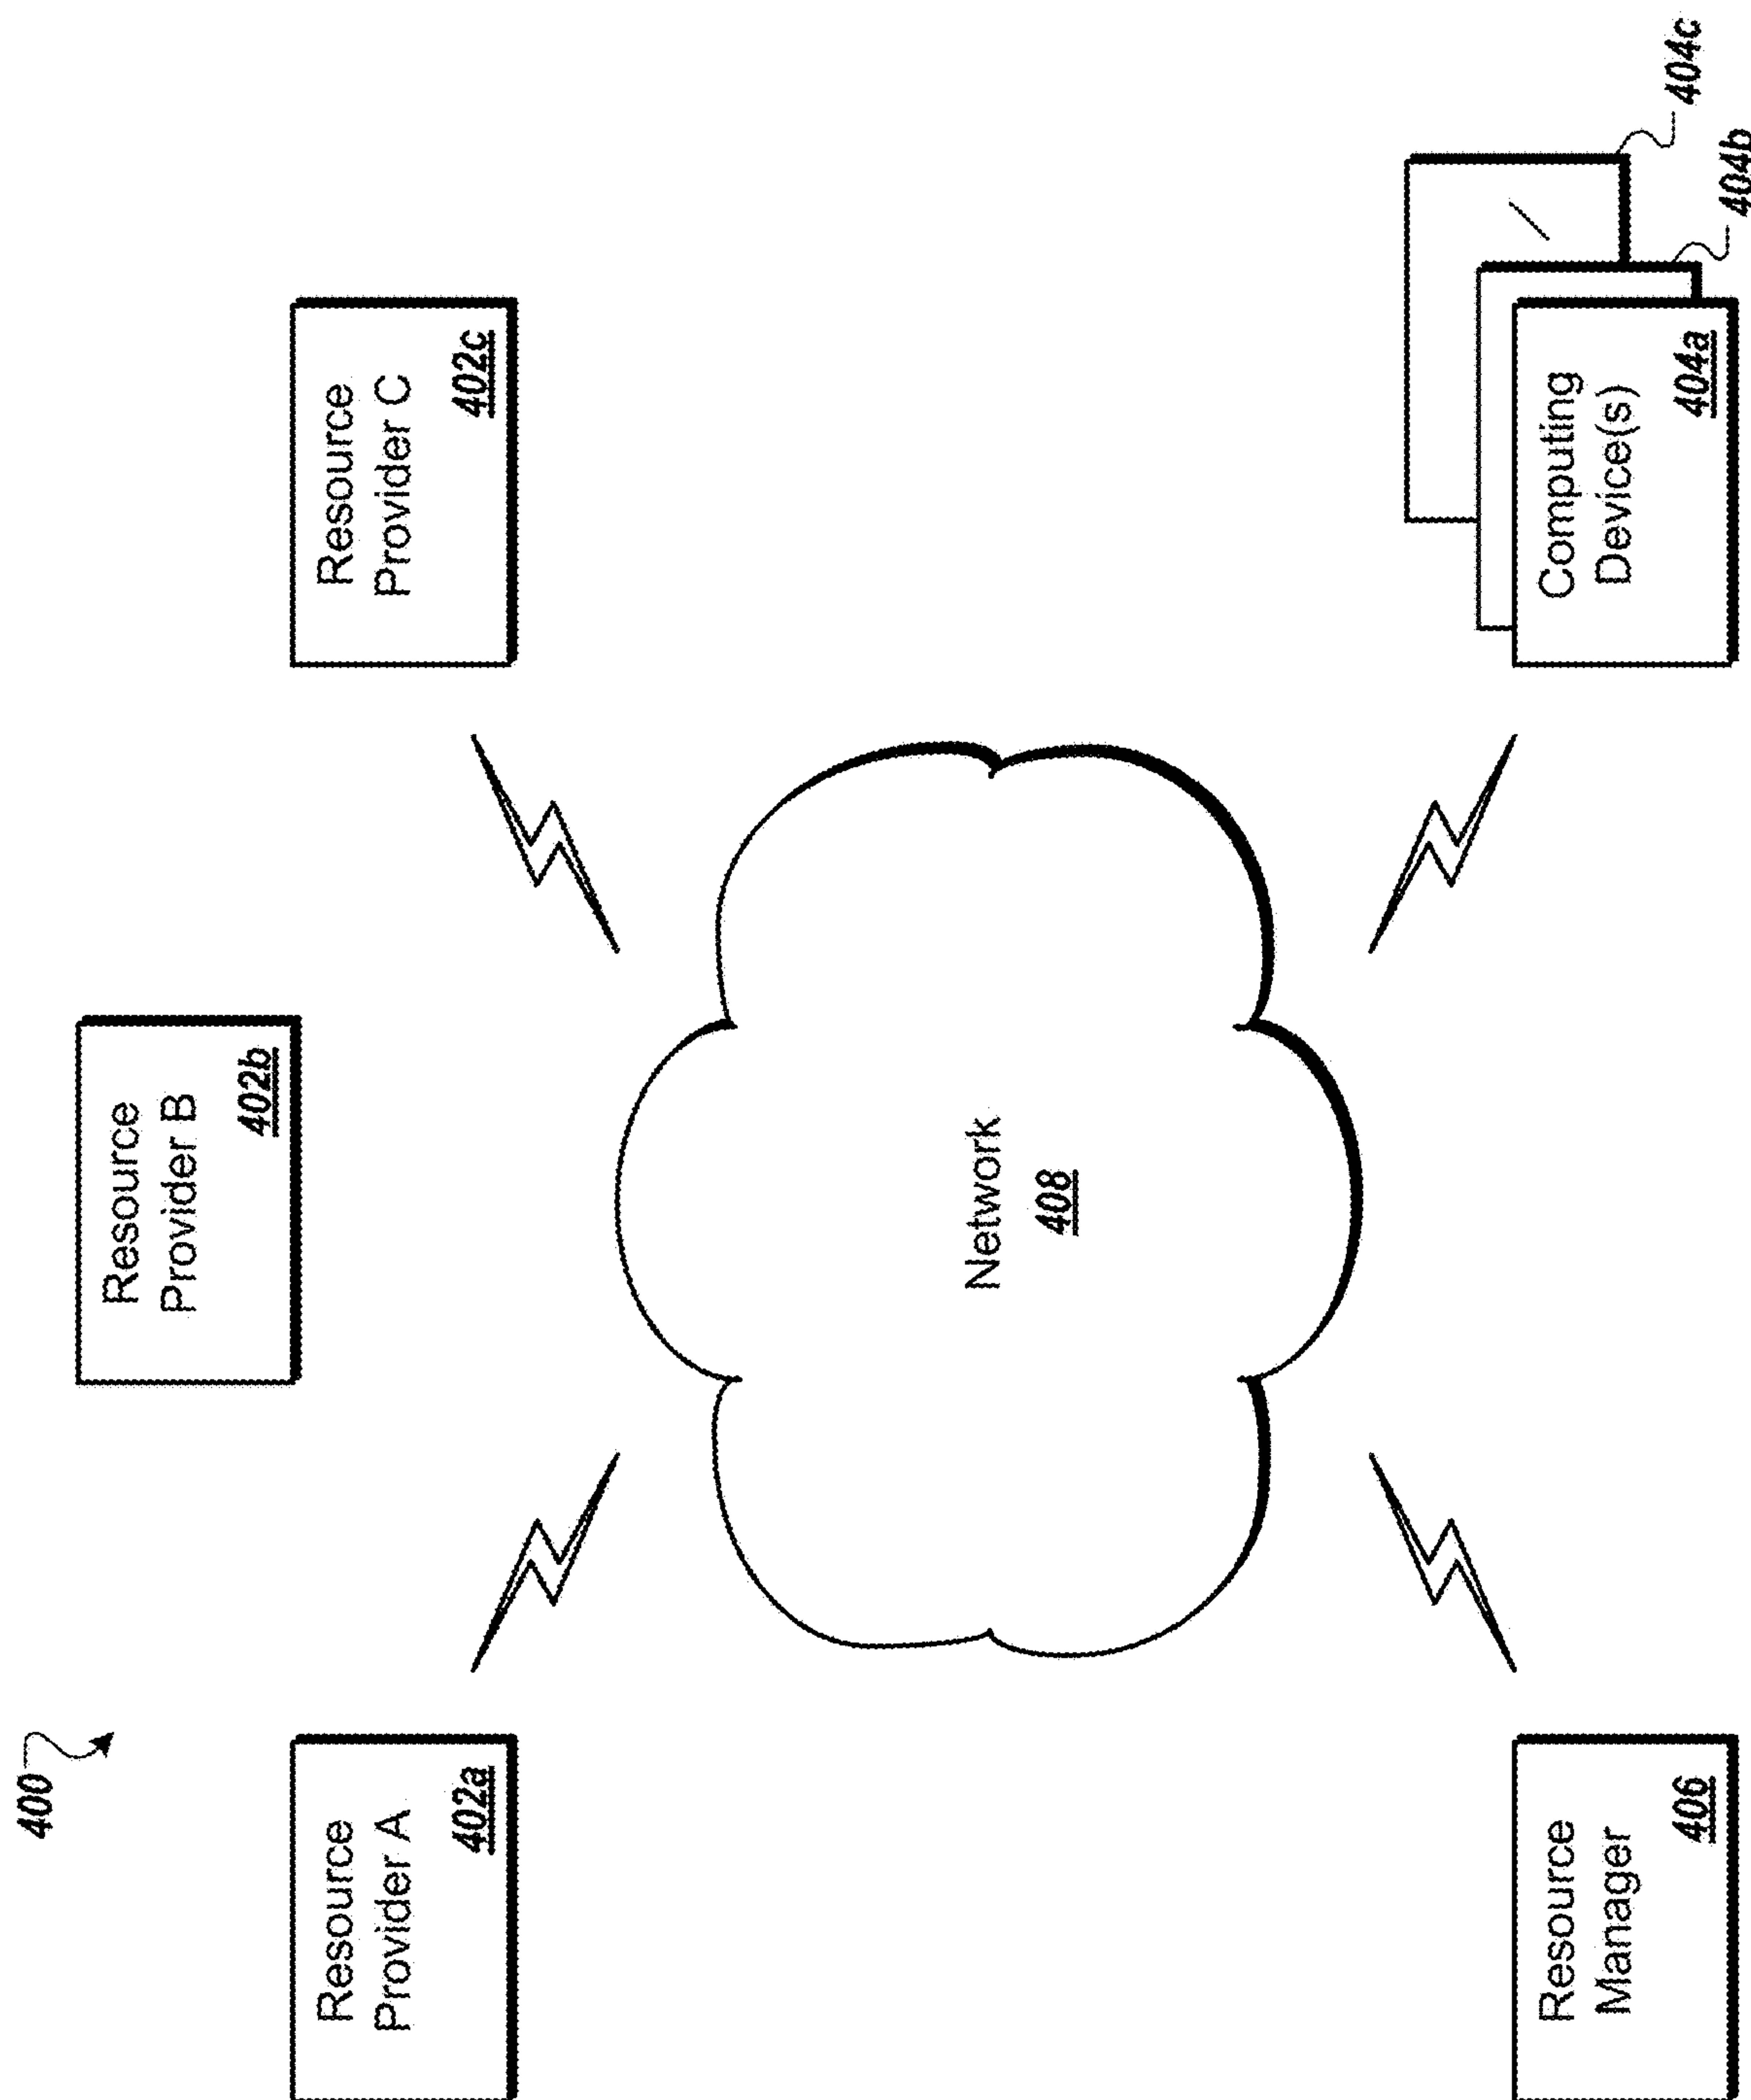 400
Resource
Provider B
402b
Resource
Provider A
402a
Resource
Provider C
402c
Network
408
Resource
Manager
406
Computing
Device(s)
404a
404b
404c